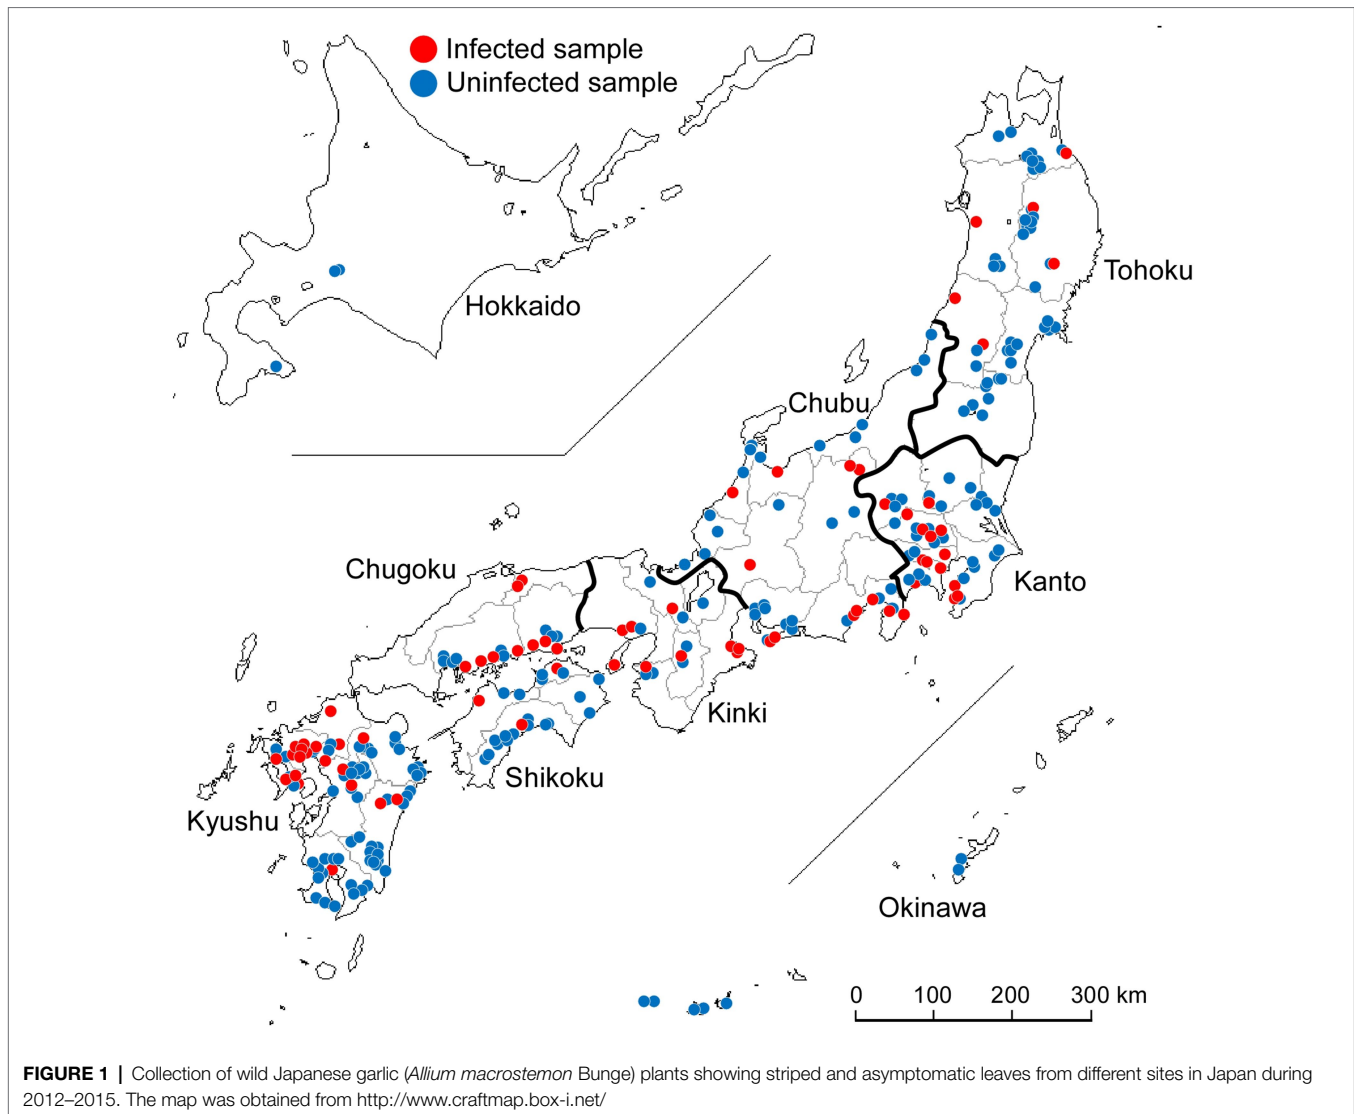 Infected sample
Uninfected sample
Hokkaido
Tohoku
Chubu
Chugoku
Kanto
Kinki
Shikoku
Kyushu
Okinawa
0 100 200 300 km
FIGURE 1 | Collection of wild Japanese garlic (Allium macrostemon Bunge) plants showing striped and asymptomatic leaves from different sites in Japan during
2012–2015. The map was obtained from http://www.craftmap.box-i.net/